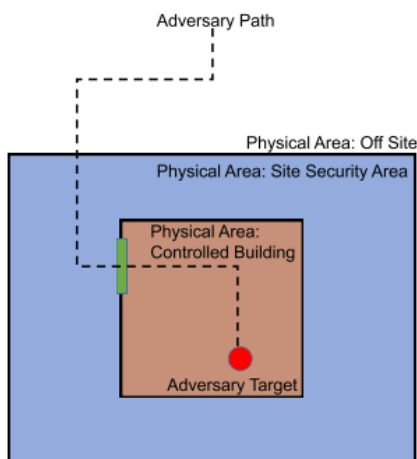 Adversary Path
Physical Area: Off Site
Physical Area: Site Security Area
Physical Area:
Controlled Building
Adversary Target